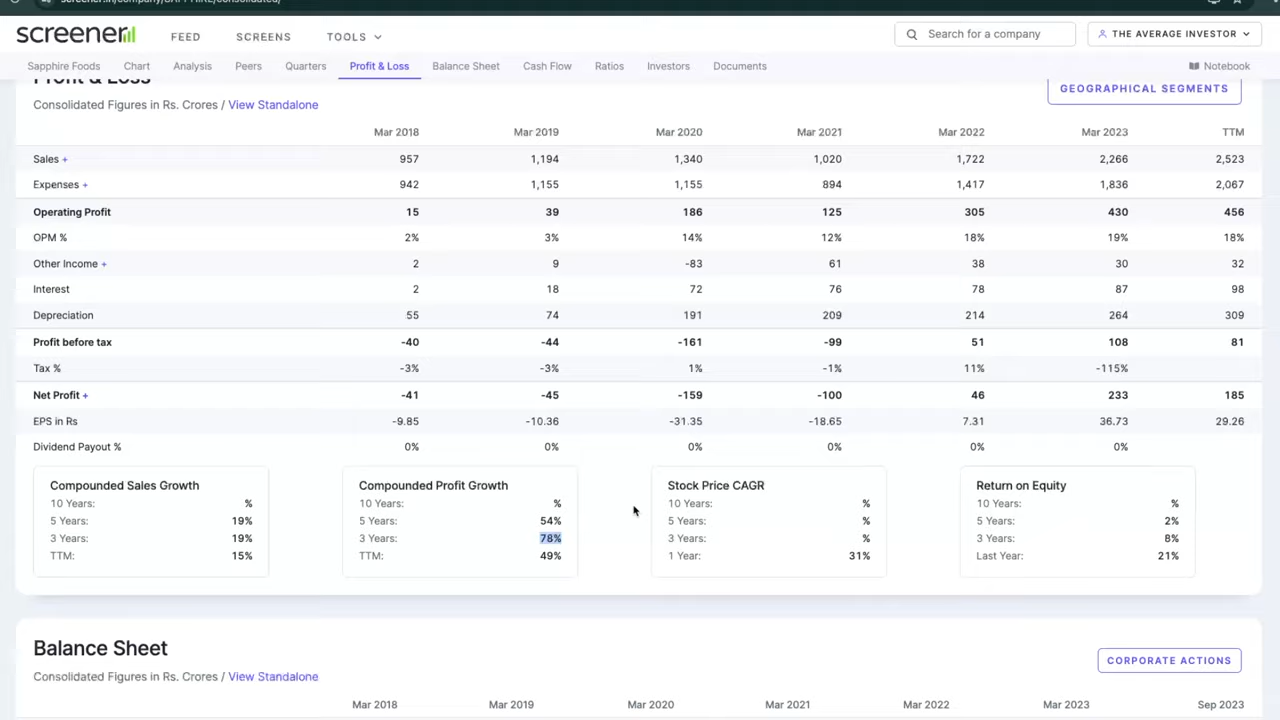 screener
FEED SCREENS TOOLS
Search for a company
THE AVERAGE INVESTOR
Sapphire Foods Chart Analysis Peers Quarters Profit & Loss Balance Sheet Cash Flow Ratios Investors Documents Notebook
Profit & Loss
Consolidated Figures in Rs. Crores / View Standalone
GEOGRAPHICAL SEGMENTS
Mar 2018 Mar 2019 Mar 2020 Mar 2021 Mar 2022 Mar 2023 TTM
Sales + 957 1,194 1,340 1,020 1,722 2,266 2,523
Expenses + 942 1,155 1,155 894 1,417 1,836 2,067
Operating Profit 15 39 186 125 305 430 456
OPM % 2% 3% 14% 12% 18% 19% 18%
Other Income + 2 9 -83 61 38 30 32
Interest 2 18 72 76 78 87 98
Depreciation 55 74 191 209 214 264 309
Profit before tax -40 -44 -161 -99 51 108 81
Tax % -3% -3% 1% -1% 11% -115%
Net Profit + -41 -45 -159 -100 46 233 185
EPS in Rs -9.85 -10.36 -31.35 -18.65 7.31 36.73 29.26
Dividend Payout % 0% 0% 0% 0% 0% 0%
Compounded Sales Growth
10 Years: %
5 Years: 19%
3 Years: 19%
TTM: 15%
Compounded Profit Growth
10 Years: %
5 Years: 54%
3 Years: 78%
TTM: 49%
Stock Price CAGR
10 Years: %
5 Years: %
3 Years: %
1 Year: 31%
Return on Equity
10 Years: %
5 Years: 2%
3 Years: 8%
Last Year: 21%
Balance Sheet
Consolidated Figures in Rs. Crores / View Standalone
CORPORATE ACTIONS
Mar 2018 Mar 2019 Mar 2020 Mar 2021 Mar 2022 Mar 2023 Sep 2023